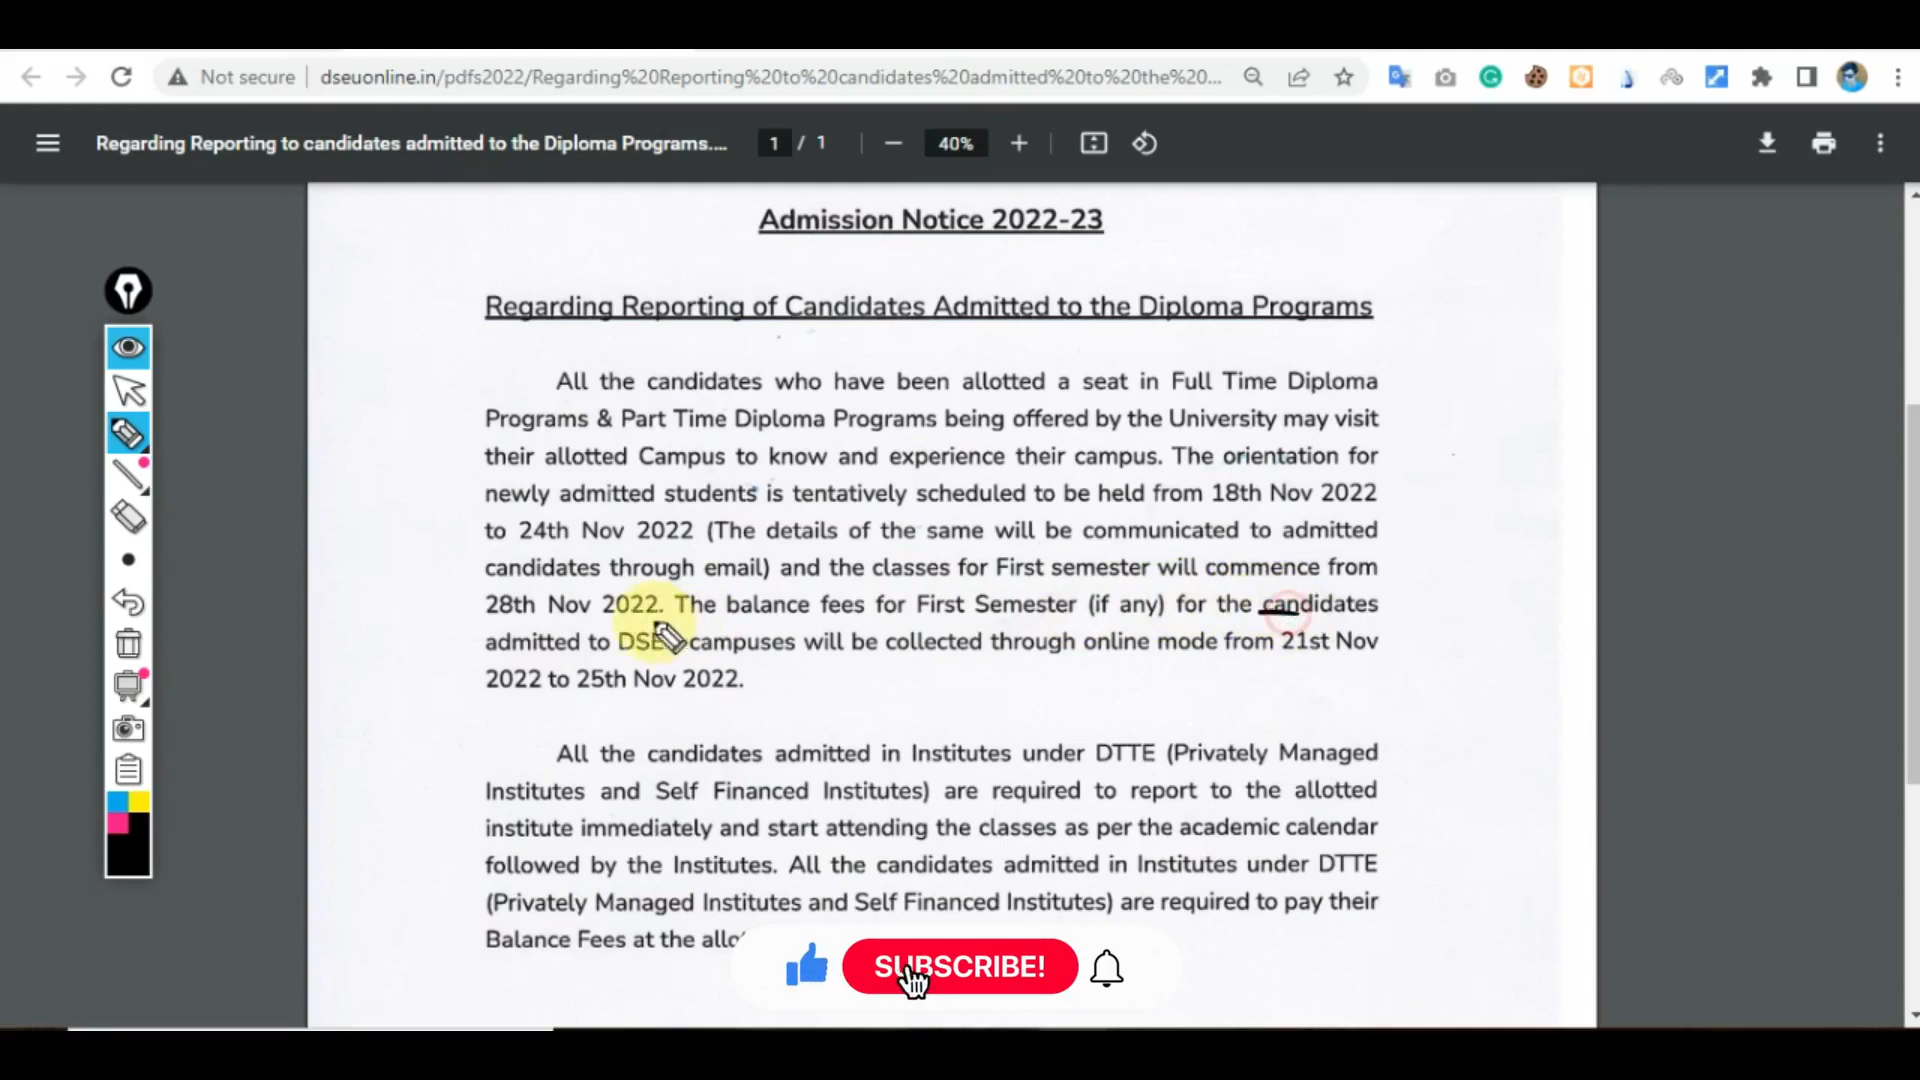 Not secure
dseuonline.in/pdfs2022/Regarding%20Reporting%20to%20candidates%20admitted%20to%20the%20...
Regarding Reporting to candidates admitted to the Diploma Programs....
1 / 1
40%
Admission Notice 2022-23
Regarding Reporting of Candidates Admitted to the Diploma Programs
All the candidates who have been allotted a seat in Full Time Diploma
Programs & Part Time Diploma Programs being offered by the University may visit
their allotted Campus to know and experience their campus. The orientation for
newly admitted students is tentatively scheduled to be held from 18th Nov 2022
to 24th Nov 2022 (The details of the same will be communicated to admitted
candidates through email) and the classes for First semester will commence from
28th Nov 2022. The balance fees for First Semester (if any) for the candidates
admitted to campuses will be collected through online mode from 21st Nov
2022 to 25th Nov 2022.
All the candidates admitted in Institutes under DTTE (Privately Managed
Institutes and Self Financed Institutes) are required to report to the allotted
institute immediately and start attending the classes as per the academic calendar
followed by the Institutes. All the candidates admitted in Institutes under DTTE
(Privately Managed Institutes and Self Financed Institutes) are required to pay their
Balance Fees at the
SUBSCRIBE!